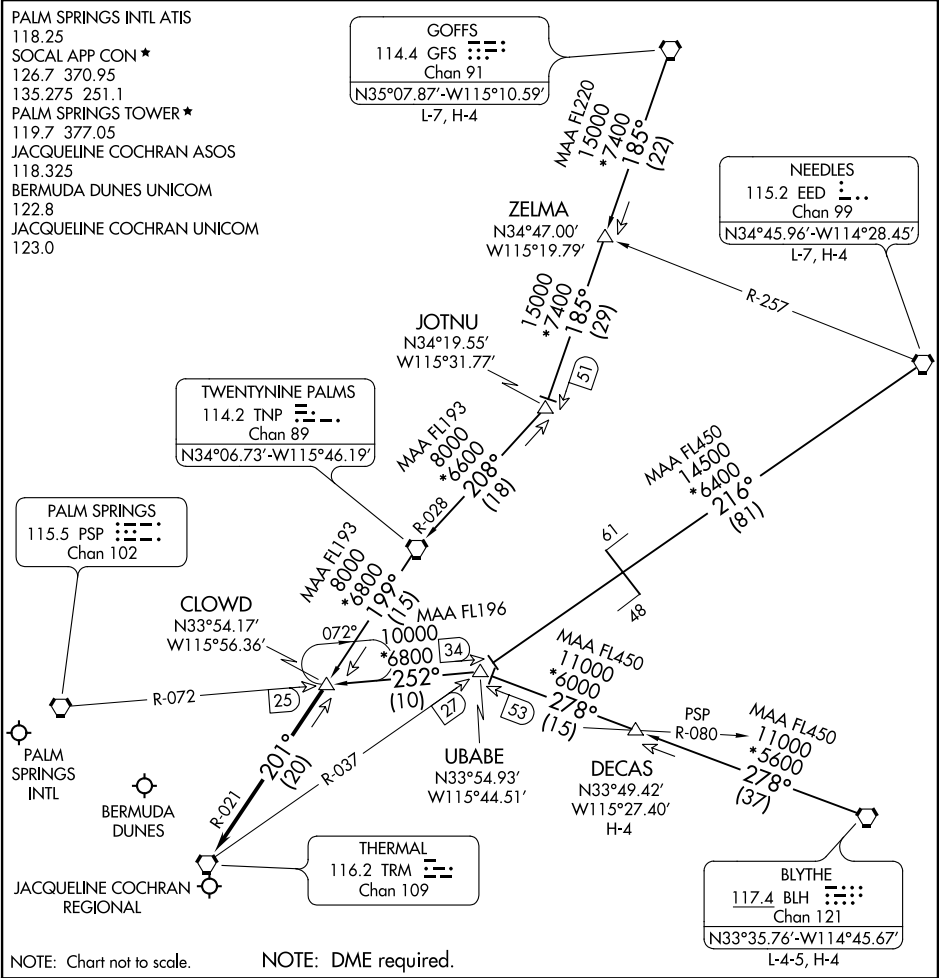 PALM SPRINGS INTL ATIS
118.25
SOCAL APP CON ★
126.7 370.95
135.275 251.1
PALM SPRINGS TOWER ★
119.7 377.05
JACQUELINE COCHRAN ASOS
118.325
BERMUDA DUNES UNICOM
122.8
JACQUELINE COCHRAN UNICOM
123.0
GOFFS
114.4 GFS
Chan 91
N35°07.87'-W115°10.59'
L-7, H-4
MAA FL220
15000
*7400
185°
(22)
NEEDLES
115.2 EED
Chan 99
N34°45.96'-W114°28.45'
L-7, H-4
ZELMA
N34°47.00'
W115°19.79'
R-257
15000
*7400
185°
(29)
JOTNU
N34°19.55'
W115°31.77'
51
TWENTYNINE PALMS
114.2 TNP
Chan 89
N34°06.73'-W115°46.19'
MAA FL193
8000
*6600
208°
(18)
R-028
MAA FL450
14500
*6400
216°
(81)
61
48
PALM SPRINGS
115.5 PSP
Chan 102
MAA FL193
8000
*6800
199°
(15)
CLOWD
N33°54.17'
W115°56.36'
072°
MAA FL196
10000
*6800
252°
(10)
34
MAA FL450
11000
*6000
278°
(15)
R-072
25
27
53
PSP
R-080
MAA FL450
11000
*5600
278°
(37)
PALM
SPRINGS
INTL
201°
(20)
R-021
R-037
UBABE
N33°54.93'
W115°44.51'
DECAS
N33°49.42'
W115°27.40'
H-4
BERMUDA
DUNES
THERMAL
116.2 TRM
Chan 109
JACQUELINE COCHRAN
REGIONAL
BLYTHE
117.4 BLH
Chan 121
N33°35.76'-W114°45.67'
L-4-5, H-4
NOTE: Chart not to scale.
NOTE: DME required.